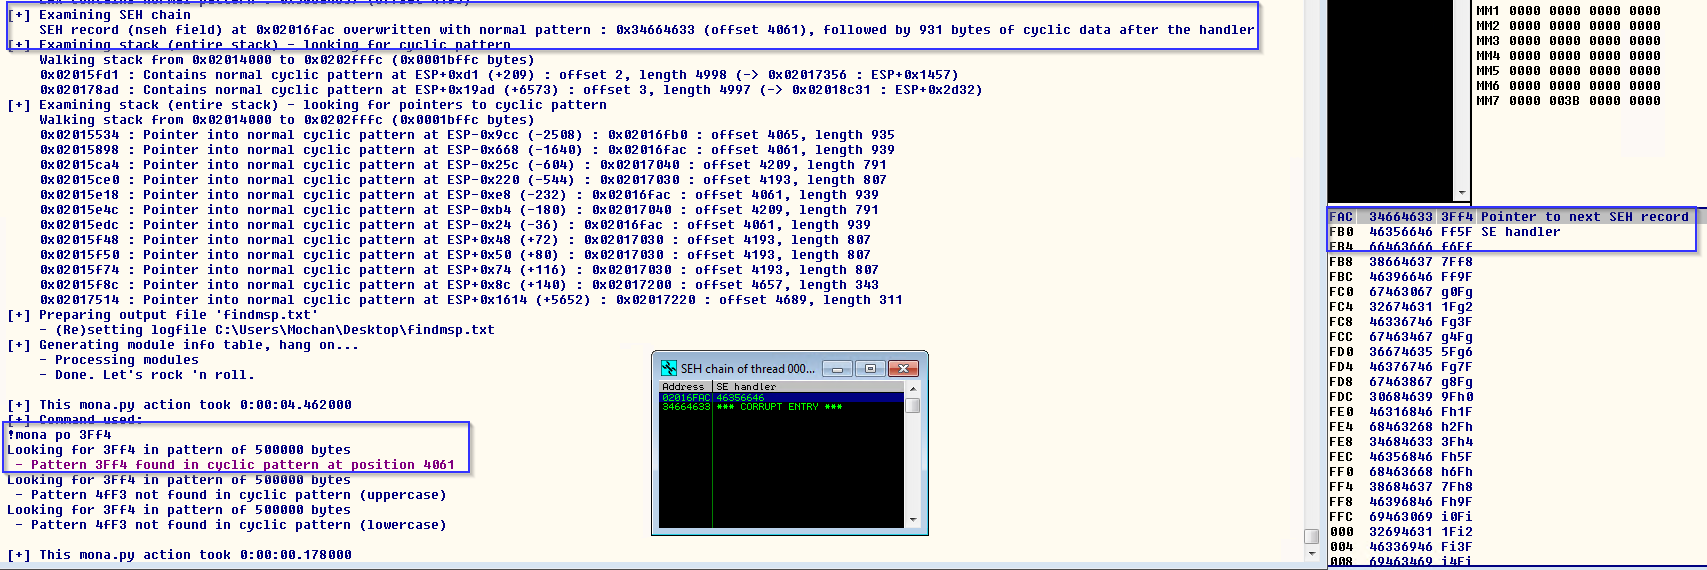 [+] Examining SEH chain
SEH record (nseh field) at 0x02016fac overwritten with normal pattern : 0x34664633 (offset 4061), followed by 931 bytes of cyclic data after the handler
[+] Examining stack (entire stack) - looking for cyclic pattern
Walking stack from 0x02014000 to 0x0202fffc (0x0001bffc bytes)
0x02015fd1 : Contains normal cyclic pattern at ESP+0xd1 (+209) : offset 2, length 4998 (-> 0x02017356 : ESP+0x1457)
0x020178ad : Contains normal cyclic pattern at ESP+0x19ad (+6573) : offset 3, length 4997 (-> 0x02018c31 : ESP+0x2d32)
[+] Examining stack (entire stack) - looking for pointers to cyclic pattern
Walking stack from 0x02014000 to 0x0202fffc (0x0001bffc bytes)
0x02015534 : Pointer into normal cyclic pattern at ESP-0x9cc (-2508) : 0x02016fb0 : offset 4065, length 935
0x02015898 : Pointer into normal cyclic pattern at ESP-0x668 (-1640) : 0x02016fac : offset 4061, length 939
0x02015ca4 : Pointer into normal cyclic pattern at ESP-0x25c (-604) : 0x02017040 : offset 4209, length 791
0x02015ce0 : Pointer into normal cyclic pattern at ESP-0x220 (-544) : 0x02017030 : offset 4193, length 807
0x02015e18 : Pointer into normal cyclic pattern at ESP-0xe8 (-232) : 0x02016fac : offset 4061, length 939
0x02015e4c : Pointer into normal cyclic pattern at ESP-0xb4 (-180) : 0x02017040 : offset 4209, length 791
0x02015edc : Pointer into normal cyclic pattern at ESP-0x24 (-36) : 0x02016fac : offset 4061, length 939
0x02015f48 : Pointer into normal cyclic pattern at ESP+0x48 (+72) : 0x02017030 : offset 4193, length 807
0x02015f50 : Pointer into normal cyclic pattern at ESP+0x50 (+80) : 0x02017030 : offset 4193, length 807
0x02015f74 : Pointer into normal cyclic pattern at ESP+0x74 (+116) : 0x02017030 : offset 4193, length 807
0x02015f8c : Pointer into normal cyclic pattern at ESP+0x8c (+140) : 0x02017200 : offset 4657, length 343
0x02017514 : Pointer into normal cyclic pattern at ESP+0x1614 (+5652) : 0x02017220 : offset 4689, length 311
[+] Preparing output file 'findmsp.txt'
- (Re)setting logfile C:\Users\Mochan\Desktop\findmsp.txt
[+] Generating module info table, hang on...
- Processing modules
- Done. Let's rock 'n roll.
[+] This mona.py action took 0:00:04.462000
[+] Command used:
!mona po 3Ff4
Looking for 3Ff4 in pattern of 500000 bytes
- Pattern 3Ff4 found in cyclic pattern at position 4061
Looking for 3Ff4 in pattern of 500000 bytes
- Pattern 4fF3 not found in cyclic pattern (uppercase)
Looking for 3Ff4 in pattern of 500000 bytes
- Pattern 4fF3 not found in cyclic pattern (lowercase)
[+] This mona.py action took 0:00:00.178000
SEH chain of thread 000...
Address SE handler
02016FAC 46356646
34664633 *** CORRUPT ENTRY ***
MM1 0000 0000 0000 0000
MM2 0000 0000 0000 0000
MM3 0000 0000 0000 0000
MM4 0000 0000 0000 0000
MM5 0000 0000 0000 0000
MM6 0000 0000 0000 0000
MM7 0000 003B 0000 0000
FAC 34664633 3Ff4 Pointer to next SEH record
FB0 46356646 Ff5F SE handler
FB4 66463666 f6Ff
FB8 38664637 7Ff8
FBC 46396646 Ff9F
FC0 67463067 g0Fg
FC4 32674631 1Fg2
FC8 46336746 Fg3F
FCC 67463467 g4Fg
FD0 36674635 5Fg6
FD4 46376746 Fg7F
FD8 67463867 g8Fg
FDC 30684639 9Fh0
FE0 46316846 Fh1F
FE4 68463268 h2Fh
FE8 34684633 3Fh4
FEC 46356846 Fh5F
FF0 68463668 h6Fh
FF4 38684637 7Fh8
FF8 46396846 Fh9F
FFC 69463069 i0Fi
000 32694631 1Fi2
004 46336946 Fi3F
008 69463469 i4Fi